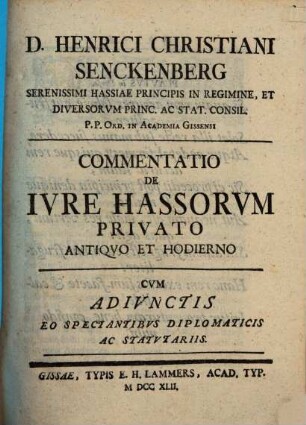 D. HENRICI CHRISTIANI
SENCKENBERG
SERENISSIMI HASSIAE PRINCIPIS IN REGIMINE, ET
DIVERSORVM PRINC. AC STAT. CONSIL.
P. P. ORD. IN ACADEMIA GISSENSI
COMMENTATIO
DE
IVRE HASSORVM
PRIVATO
ANTIQVO ET HODIERNO
CVM
ADIVNCTIS
EO SPECTANTIBVS DIPLOMATICIS
AC STATVTARIIS.
GISSAE, TYPIS E. H. LAMMERS, ACAD. TYP.
M DCC XLII.